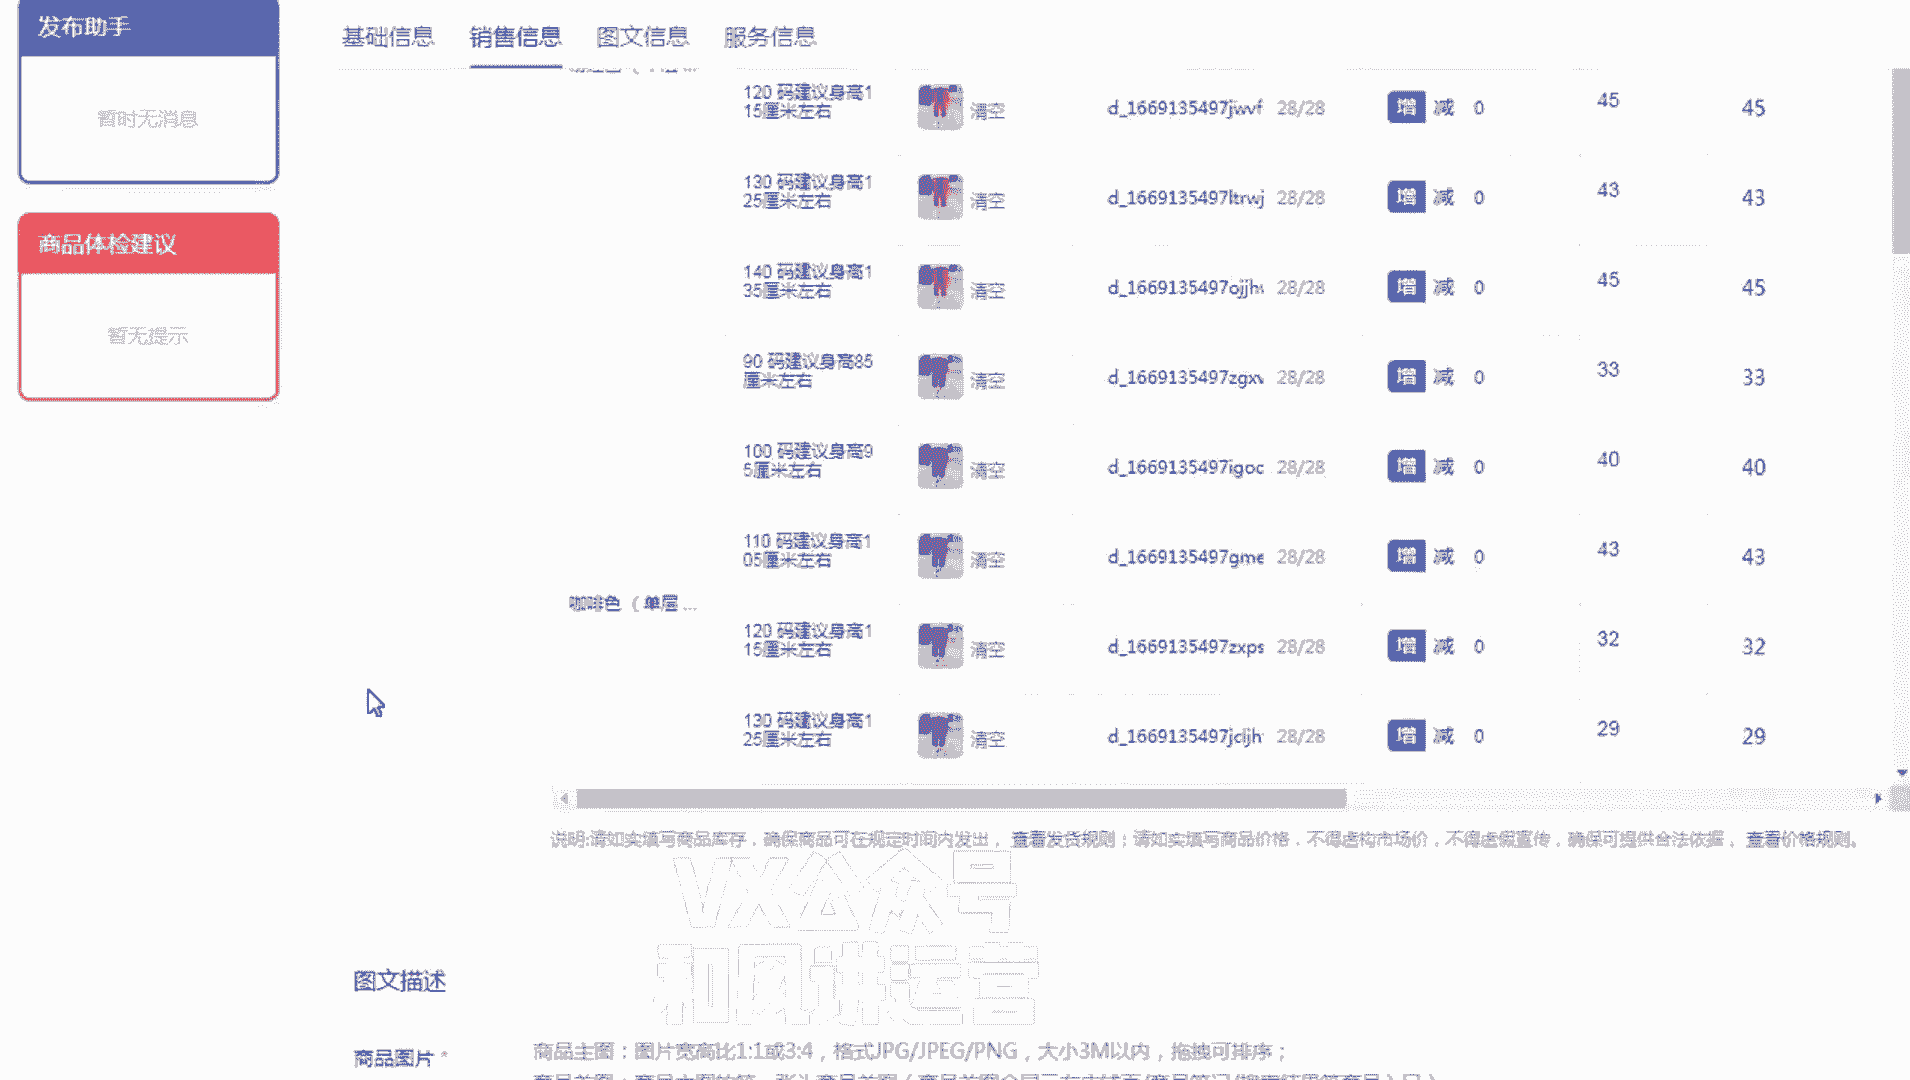 发布助手
暂时无消息
商品体检建议
暂无提示
基础信息 销售信息 图文信息 服务信息
120 码建议身高1
15厘米左右 清空 d_1669135497jwvf 28/28 增 减 0 45 45
130 码建议身高1
25厘米左右 清空 d_1669135497ltrwj 28/28 增 减 0 43 43
140 码建议身高1
35厘米左右 清空 d_1669135497ojjh 28/28 增 减 0 45 45
90 码建议身高85
厘米左右 清空 d_1669135497zgx 28/28 增 减 0 33 33
100 码建议身高9
5厘米左右 清空 d_1669135497igoc 28/28 增 减 0 40 40
110 码建议身高1
05厘米左右 清空 d_1669135497gme 28/28 增 减 0 43 43
咖啡色（单层 ...
120 码建议身高1
15厘米左右 清空 d_1669135497zxps 28/28 增 减 0 32 32
130 码建议身高1
25厘米左右 清空 d_1669135497jcljh 28/28 增 减 0 29 29
说明:请如实填写商品库存，确保商品可在规定时间内发出，查看发货规则；请如实填写商品价格，不得虚构市场价，不得虚假宣传，确保可提供合法依据，查看价格规则。
VX公众号
和风讲运营
图文描述
商品图片 *
商品主图：图片宽高比1:1或3:4，格式JPG/JPEG/PNG，大小3M以内，拖拽可排序；